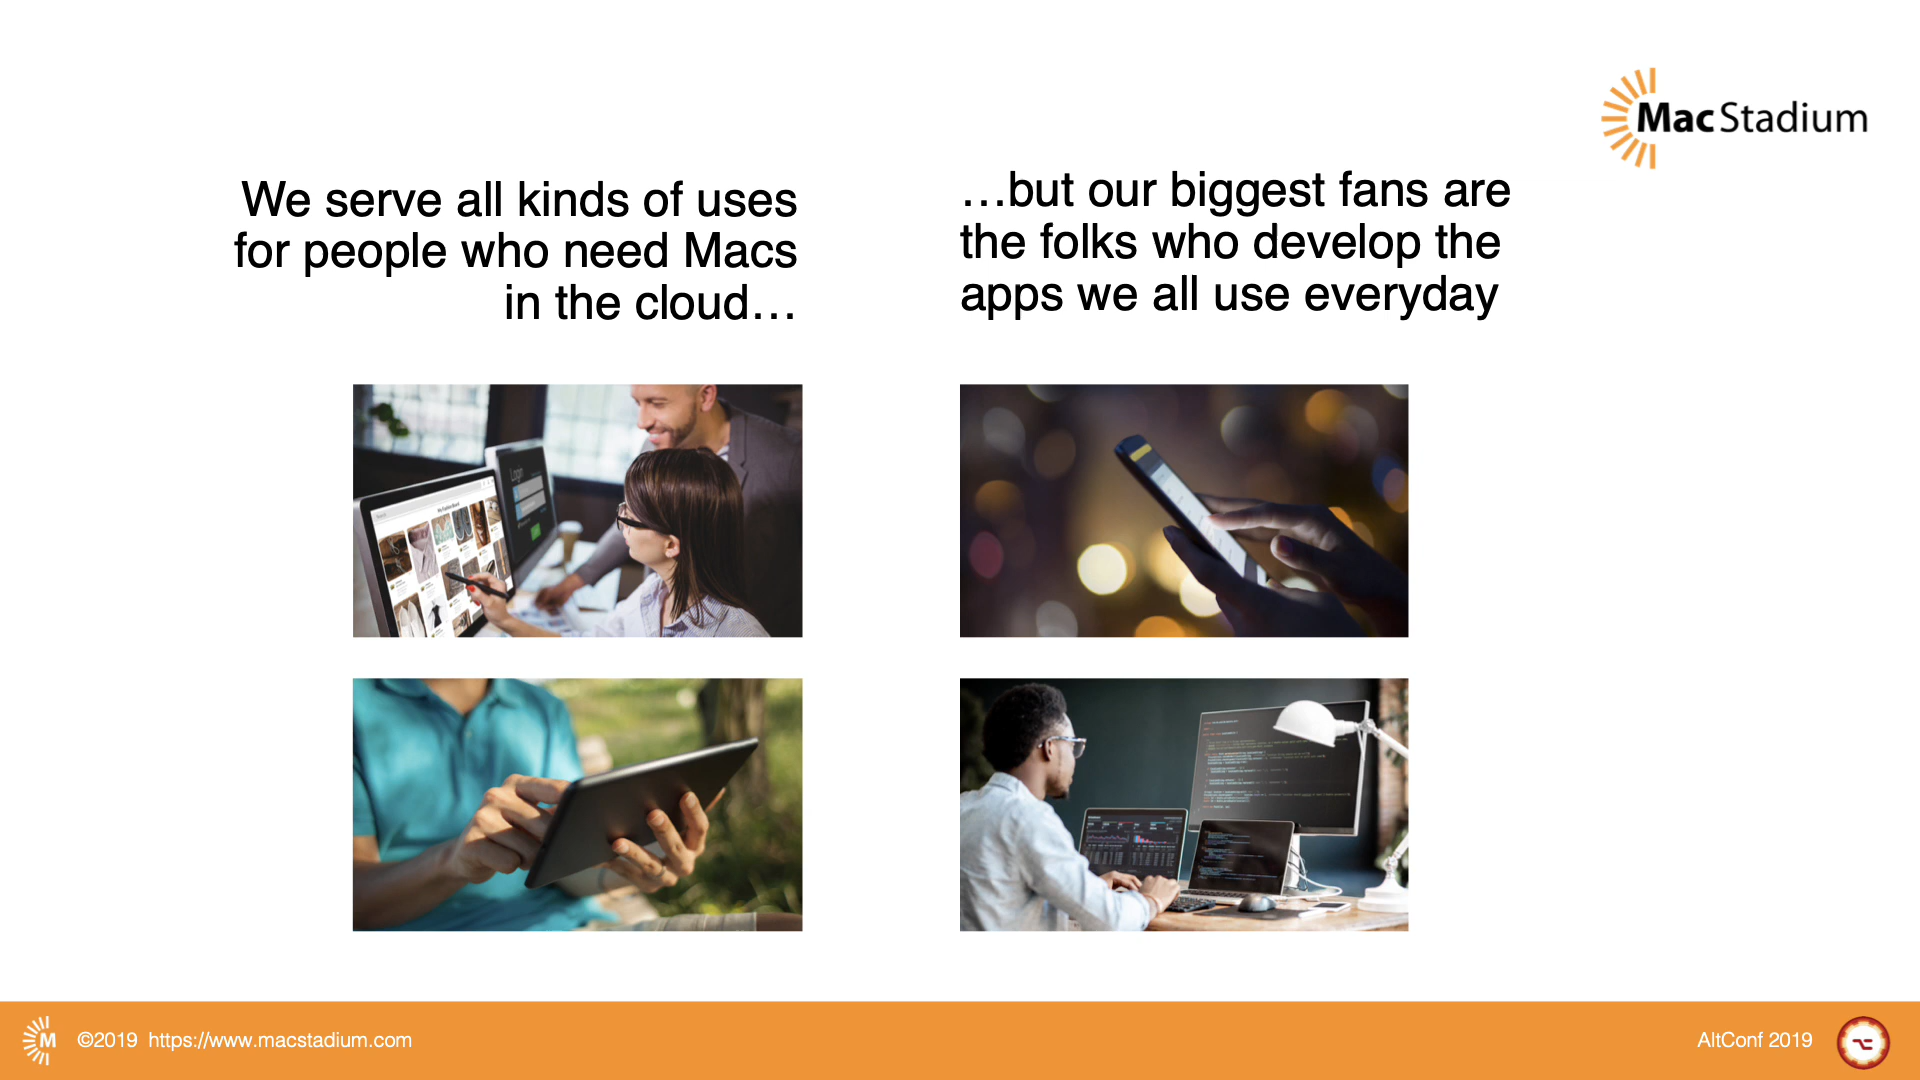 MacStadium
We serve all kinds of uses
for people who need Macs
in the cloud…
…but our biggest fans are
the folks who develop the
apps we all use everyday
Login
M
©2019 https://www.macstadium.com
AltConf 2019